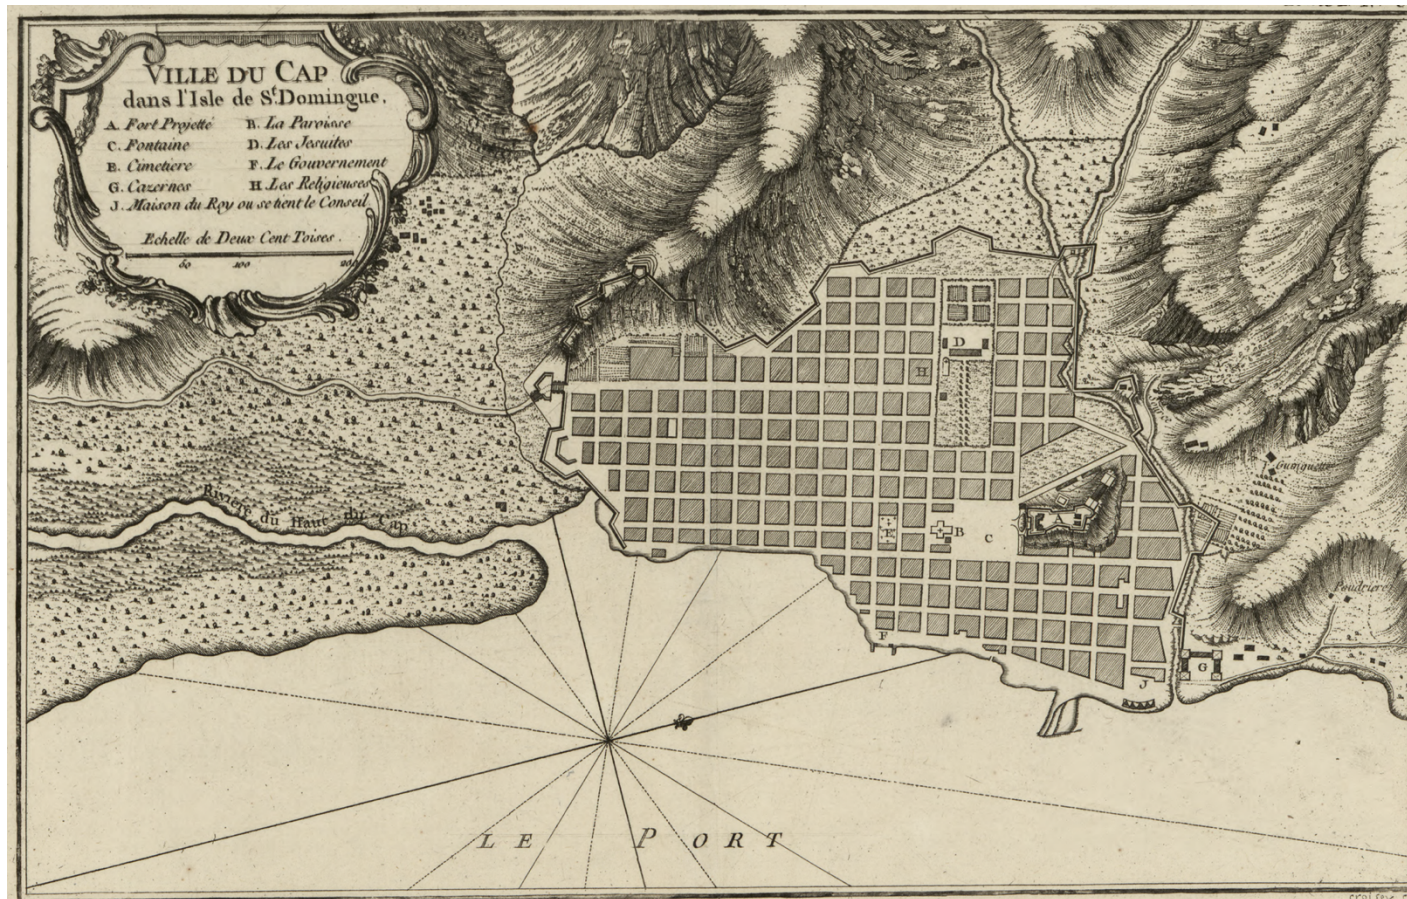 VILLE DU CAP
dans l'Isle de St. Domingue.
A. Fort Projetté B. La Paroisse
C. Fontaine D. Les Jesuites
E. Cimetiere F. Le Gouvernement
G. Cazernes H. Les Religieuses
J. Maison du Roy ou se tient le Conseil
Echelle de Deux Cent Toises.
50 100 200
D
H
Guinguette
Riviere du Haut du Cap
E
B
C
Poudriere
F
G
J
LE PORT